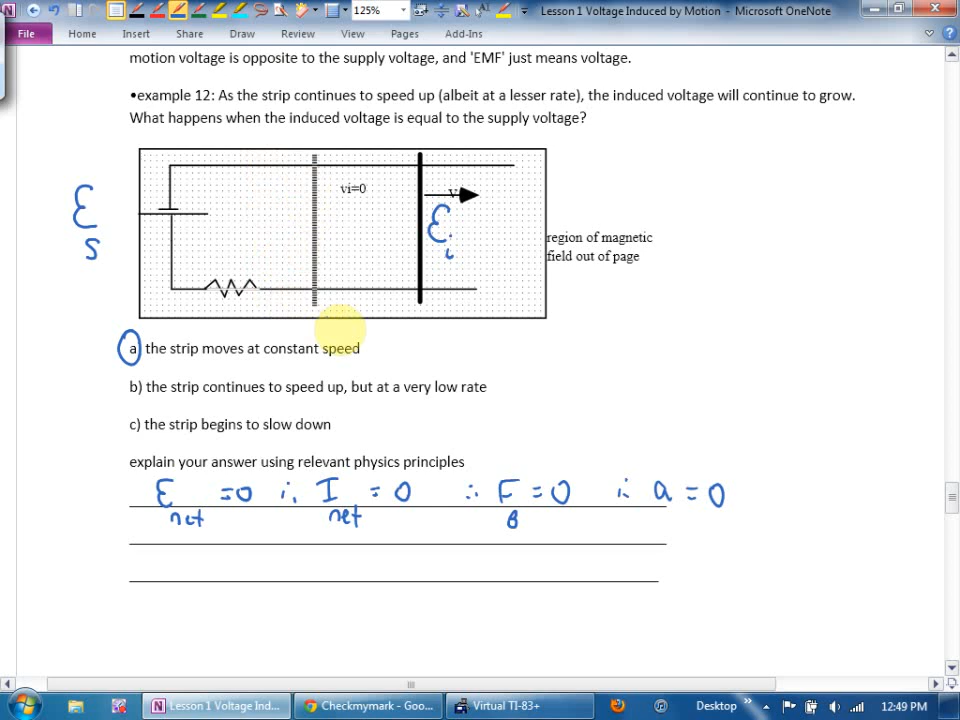 125%
Lesson 1 Voltage Induced by Motion - Microsoft OneNote
File Home Insert Share Draw Review View Pages Add-Ins
motion voltage is opposite to the supply voltage, and 'EMF' just means voltage.
•example 12: As the strip continues to speed up (albeit at a lesser rate), the induced voltage will continue to grow.
What happens when the induced voltage is equal to the supply voltage?
vi=0
v
ε s
ε i
region of magnetic
field out of page
a) the strip moves at constant speed
b) the strip continues to speed up, but at a very low rate
c) the strip begins to slow down
explain your answer using relevant physics principles
ε net = 0 ∴ I net = 0 ∴ F B = 0 ∴ a = 0
Lesson 1 Voltage Ind... Checkmymark - Goo... Virtual TI-83+ Desktop » 12:49 PM